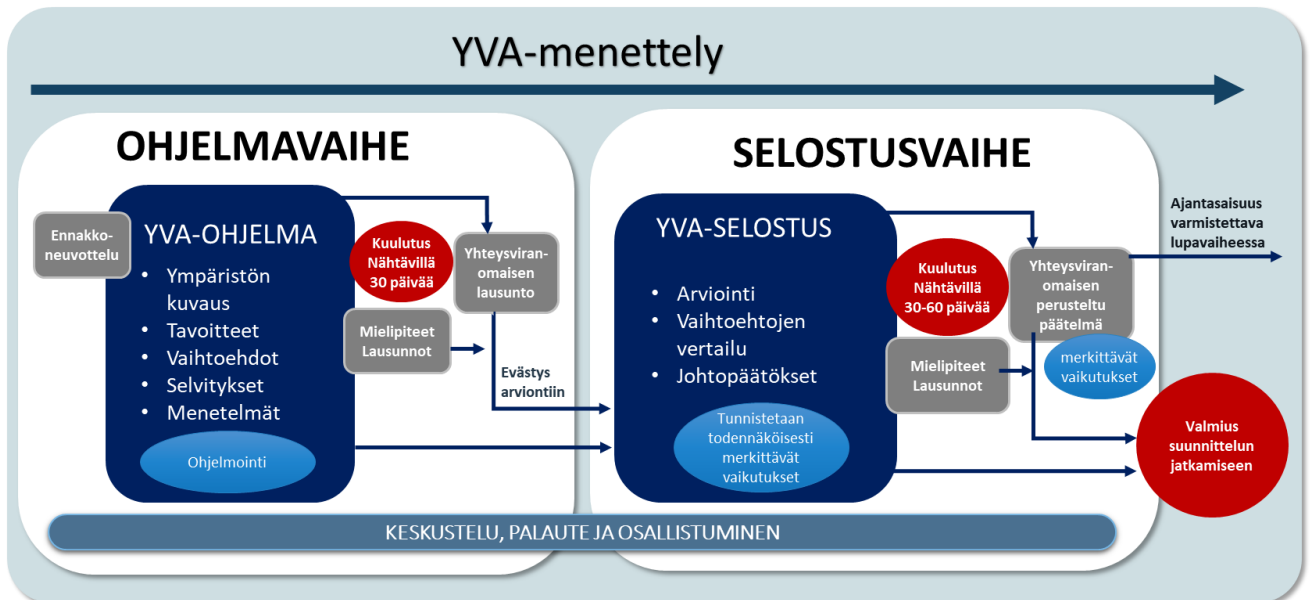 YVA-menettely
OHJELMAVAIHE
Ennakko-
neuvottelu
YVA-OHJELMA
• Ympäristön
kuvaus
• Tavoitteet
• Vaihtoehdot
• Selvitykset
• Menetelmät
Ohjelmointi
Kuulutus
Nähtävillä
30 päivää
Yhteysviran-
omaisen
lausunto
Mielipiteet
Lausunnot
Evästys
arviontiin
SELOSTUSVAIHE
YVA-SELOSTUS
• Arviointi
• Vaihtoehtojen
vertailu
• Johtopäätökset
Tunnistetaan
todennäköisesti
merkittävät
vaikutukset
Kuulutus
Nähtävillä
30-60 päivää
Yhteysviran-
omaisen
perusteltu
päätelmä
Mielipiteet
Lausunnot
merkittävät
vaikutukset
Ajantasaisuus
varmistettava
lupavaiheessa
Valmius
suunnittelun
jatkamiseen
KESKUSTELU, PALAUTE JA OSALLISTUMINEN